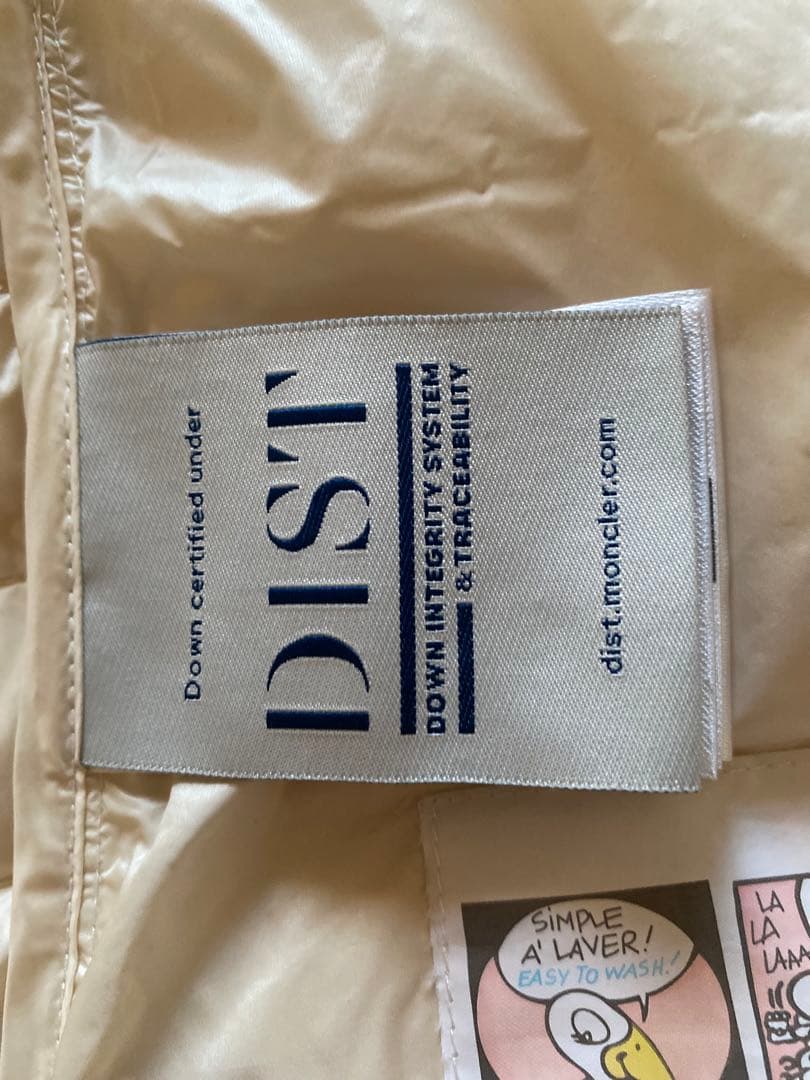 Down certified under
DIST
DOWN INTEGRITY SYSTEM
& TRACEABILITY
dist.moncler.com
SiMPLE
A' LAVER!
EASY TO WASH!
LA
LA
LAAA